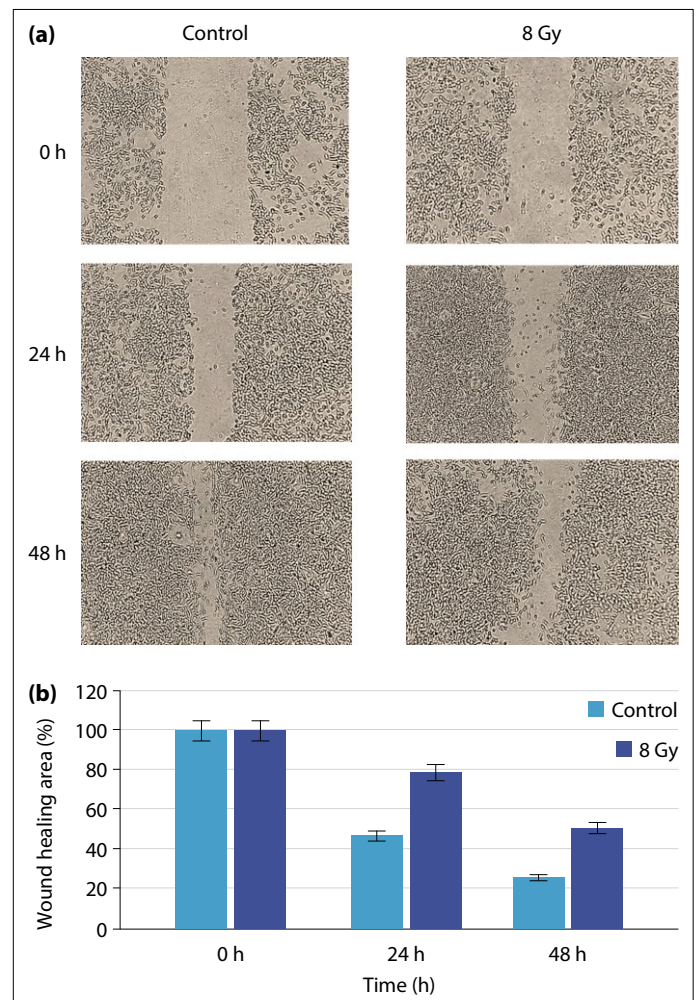 (a)
Control 8 Gy
0 h
24 h
48 h
(b)
120
100
80
60
40
20
0
Wound healing area (%)
Control
8 Gy
0 h 24 h 48 h
Time (h)